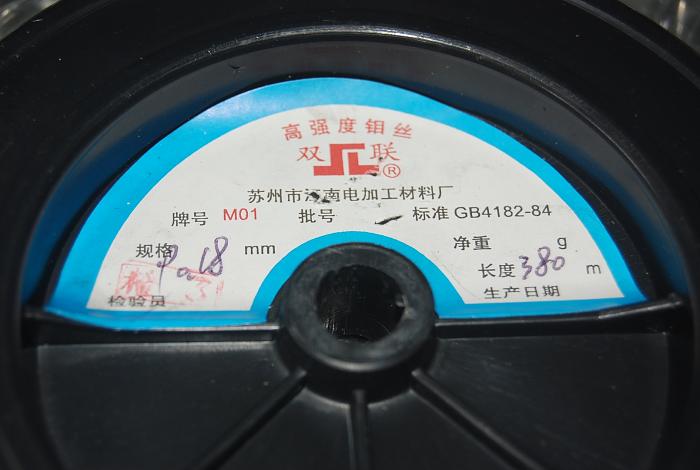 高强度钼丝
双 联 ®
苏州市江南电加工材料厂
牌号 M01 批号 标准 GB4182-84
规格 0.18 mm 净重 g
长度 380 m
检验员 生产日期